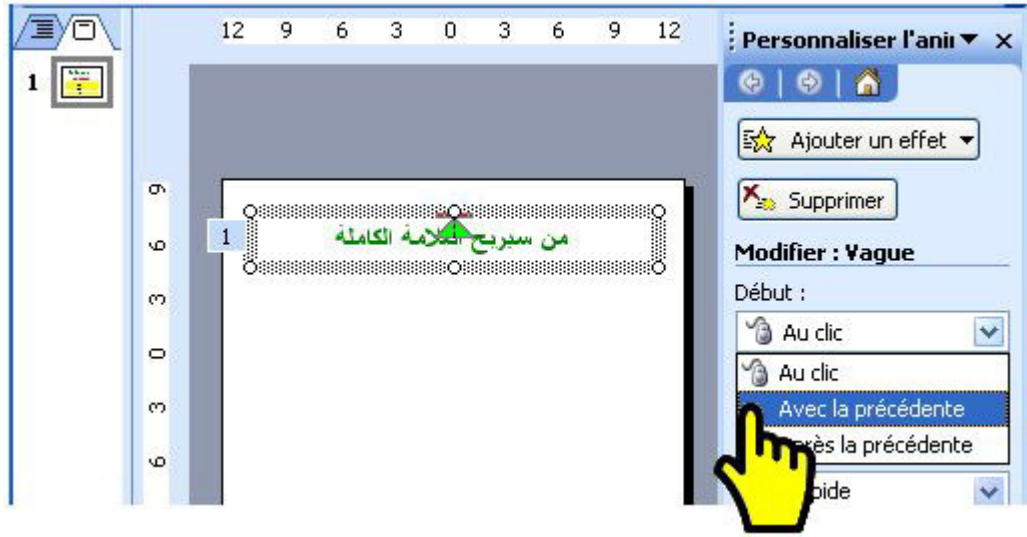 12 9 6 3 0 3 6 9 12
Personnaliser l'anii
1
Ajouter un effet
Supprimer
9
6
3
0
3
6
1
من سيربح العلامة الكاملة
Modifier : Vague
Début :
Au clic
Au clic
Avec la précédente
près la précédente
pide